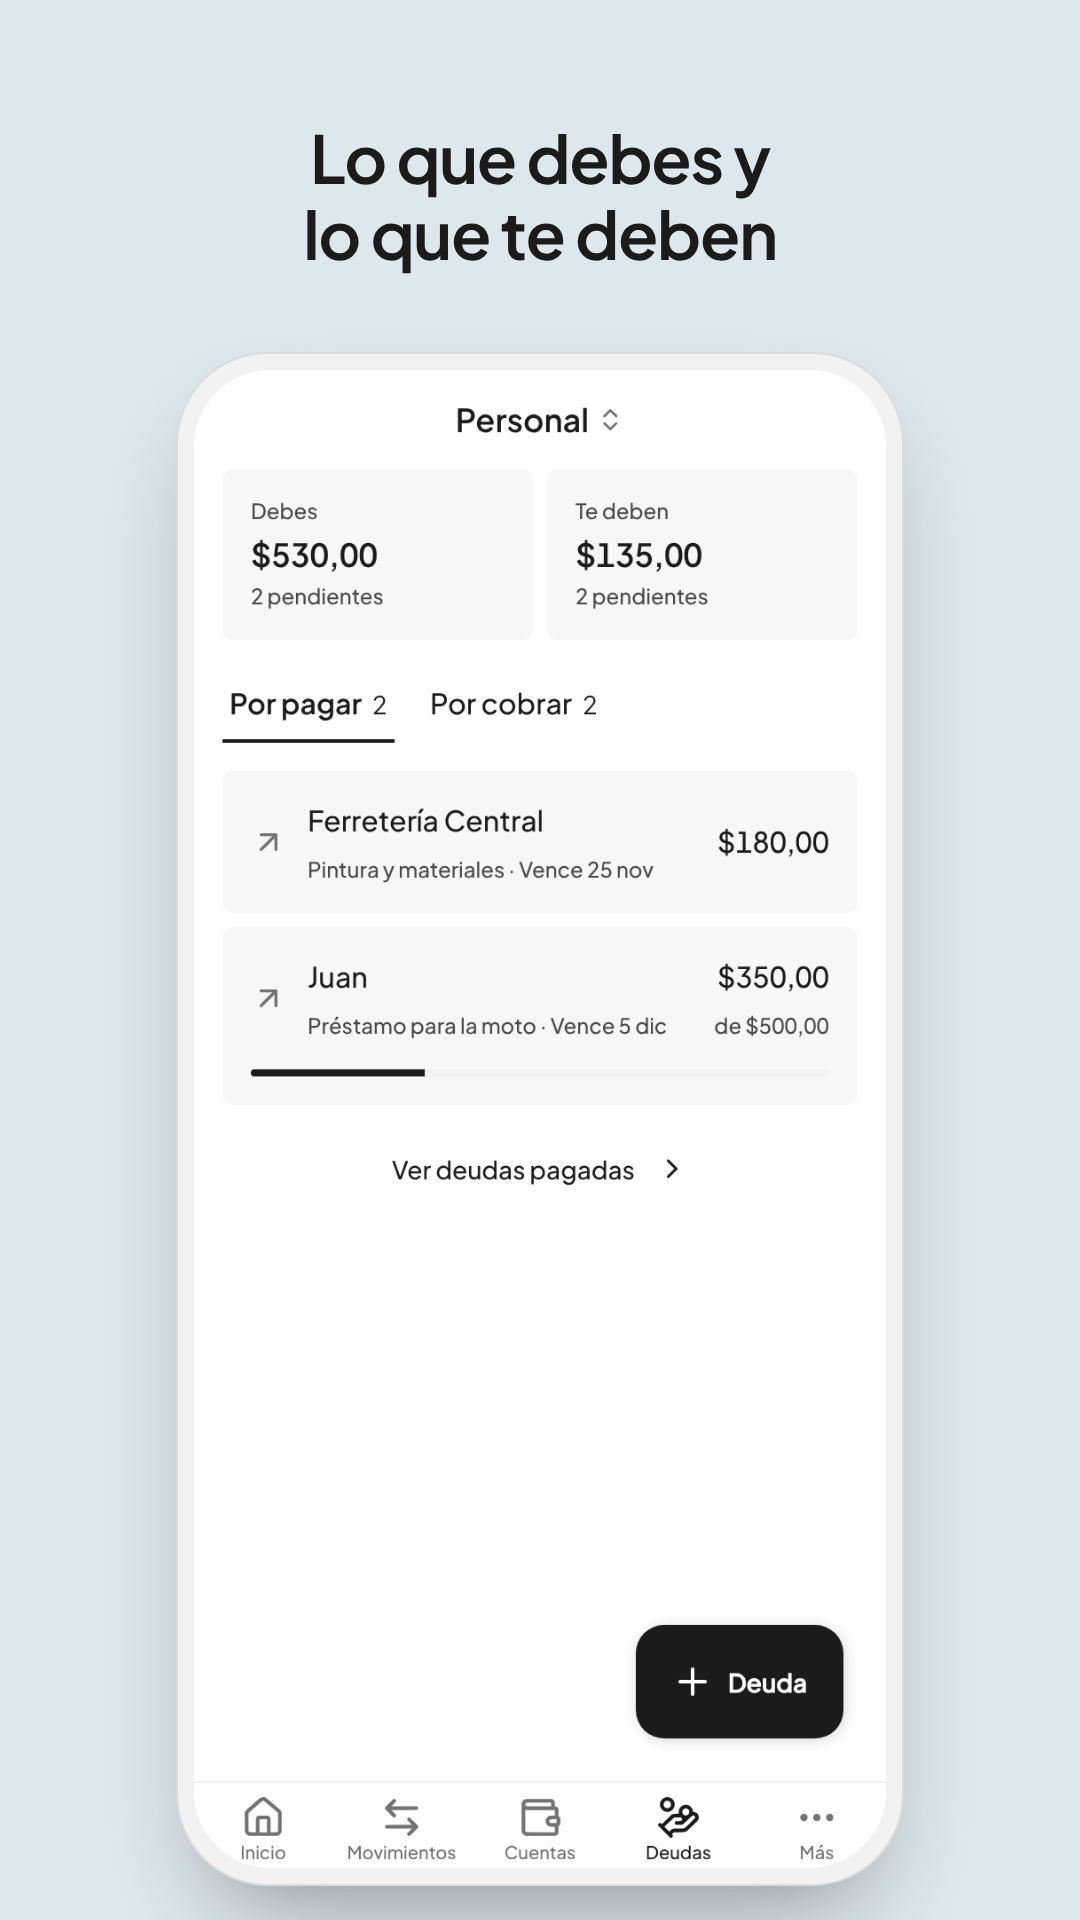 Lo que debes y
lo que te deben
Personal
Debes
$530,00
2 pendientes
Te deben
$135,00
2 pendientes
Por pagar 2
Por cobrar 2
Ferretería Central
Pintura y materiales · Vence 25 nov
$180,00
Juan
$350,00
Préstamo para la moto · Vence 5 dic
de $500,00
Ver deudas pagadas
Deuda
Inicio
Movimientos
Cuentas
Deudas
Más